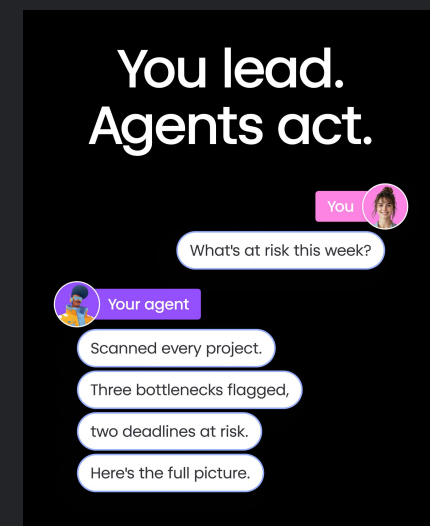 You lead.
Agents act.
You
What's at risk this week?
Your agent
Scanned every project.
Three bottlenecks flagged,
two deadlines at risk.
Here's the full picture.